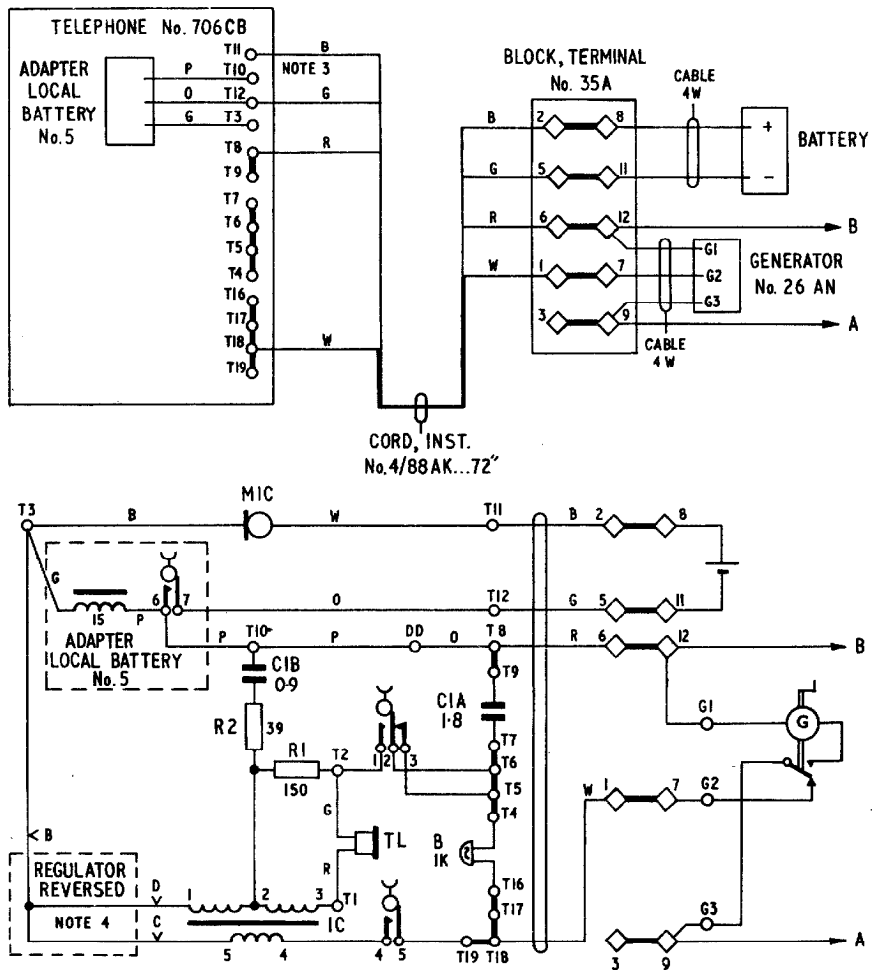 TELEPHONE No. 706CB
ADAPTER
LOCAL
BATTERY
No.5
P
O
G
T11
T10
T12
T3
T8
T9
T7
T6
T5
T4
T16
T17
T18
T19
B
NOTE 3
G
R
W
CORD, INST.
No.4/88AK...72"
BLOCK, TERMINAL
No. 35A
B
G
R
W
2
8
5
11
6
12
1
7
3
9
CABLE
4W
+
-
BATTERY
B
G1
G2
G3
GENERATOR
No. 26 AN
A
CABLE
4W
T3
B
MIC
W
T11
B
2
8
G
15
P
6
7
O
T12
G
5
11
ADAPTER
LOCAL BATTERY
No.5
P
T10
P
DD
O
T8
R
6
12
B
T9
C1B
0·9
C1A
1·8
R2
39
R1
150
T2
1
2
3
T7
T6
T5
T4
G
TL
R
B
1K
G1
G
W
1
7
G2
B
REGULATOR
REVERSED
NOTE 4
D
C
1
2
3
T1
1C
5
4
4
5
T16
T17
T19
T18
G3
3
9
A